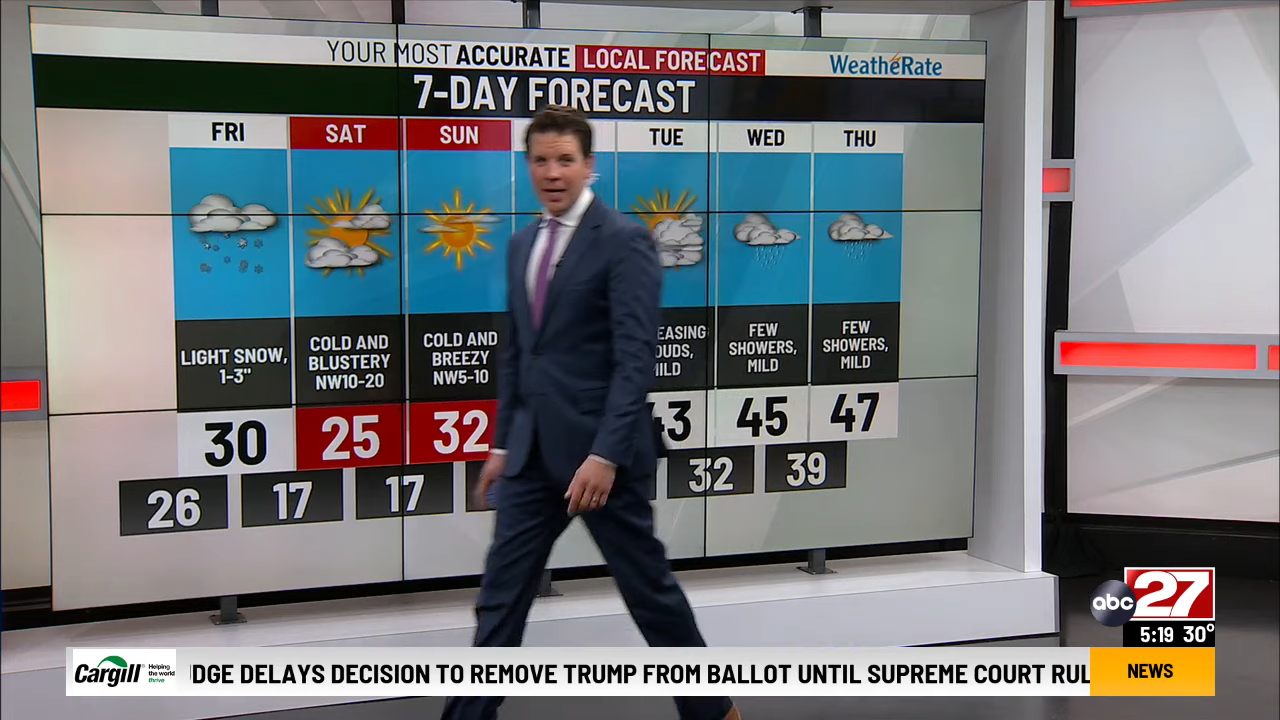 YOUR MOST ACCURATE LOCAL FORECAST
WeatheRate
7-DAY FORECAST
FRI
SAT
SUN
TUE
WED
THU
LIGHT SNOW,
1-3"
COLD AND
BLUSTERY
NW10-20
COLD AND
BREEZY
NW5-10
EASING
OUDS,
ILD
FEW
SHOWERS,
MILD
FEW
SHOWERS,
MILD
30
25
32
43
45
47
26
17
17
32
39
abc 27
5:19 30°
Cargill
Helping
the world
thrive
DGE DELAYS DECISION TO REMOVE TRUMP FROM BALLOT UNTIL SUPREME COURT RUL
NEWS